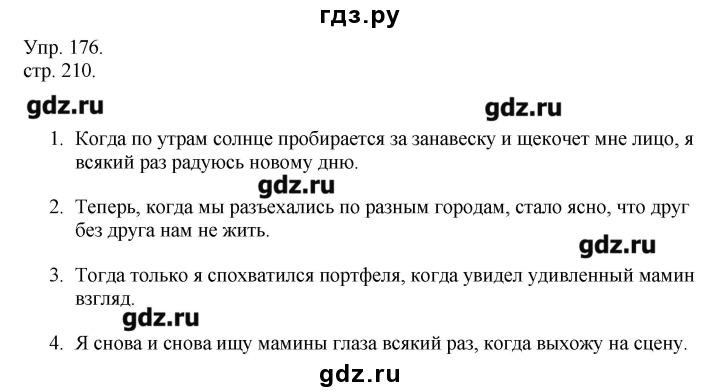 гдз.ру
Упр. 176.
стр. 210.
gdz.ru gdz.ru
1. Когда по утрам солнце пробирается за занавеску и щекочет мне лицо, я
всякий раз радуюсь новому дню.
gdz.ru
2. Теперь, когда мы разъехались по разным городам, стало ясно, что друг
без друга нам не жить.
gdz.ru
3. Тогда только я спохватился портфеля, когда увидел удивленный мамин
взгляд.
gdz.ru
4. Я снова и снова ищу мамины глаза всякий раз, когда выхожу на сцену.
гдз.ру